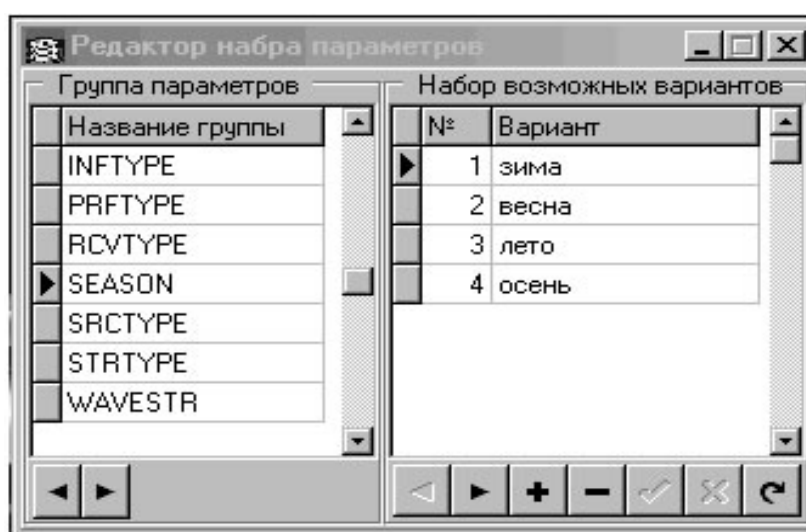 Редактор набра параметров
Группа параметров
Название группы
INFTYPE
PRFTYPE
RCVTYPE
SEASON
SRCTYPE
STRTYPE
WAVESTR
Набор возможных вариантов
№ Вариант
1 зима
2 весна
3 лето
4 осень